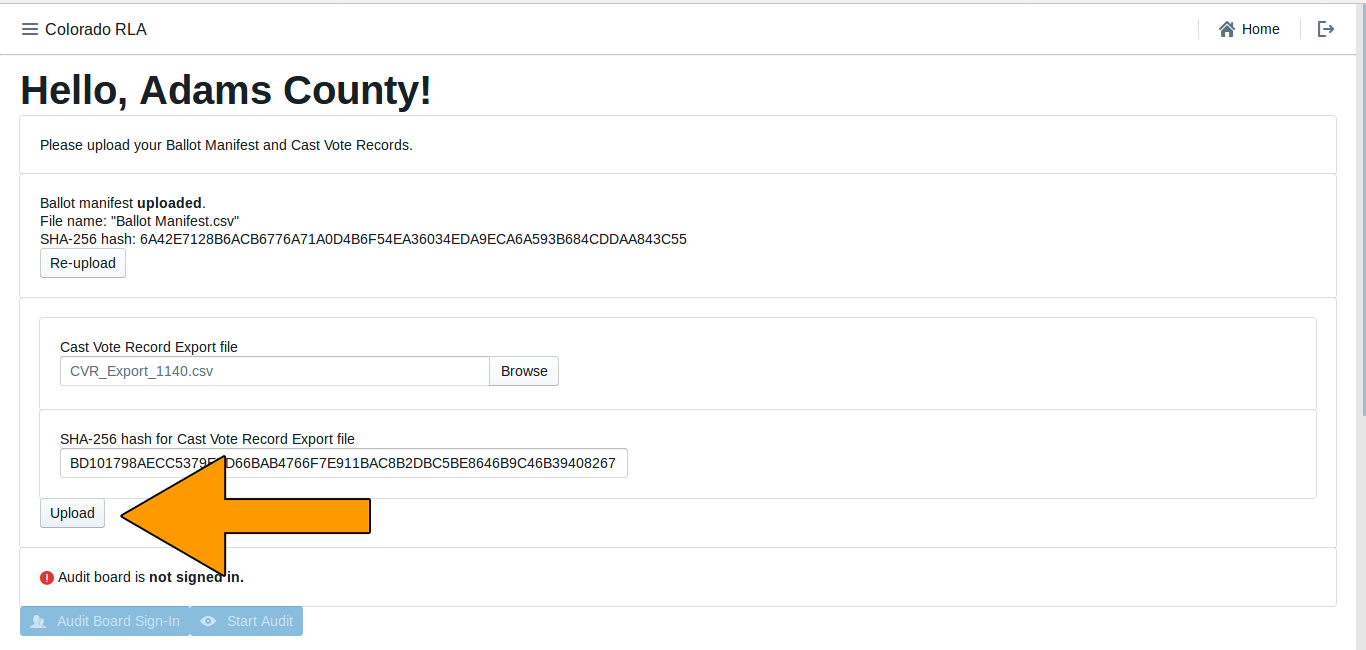 Colorado RLA
Home
Hello, Adams County!
Please upload your Ballot Manifest and Cast Vote Records.
Ballot manifest uploaded.
File name: "Ballot Manifest.csv"
SHA-256 hash: 6A42E7128B6ACB6776A71A0D4B6F54EA36034EDA9ECA6A593B684CDDAA843C55
Re-upload
Cast Vote Record Export file
CVR_Export_1140.csv
Browse
SHA-256 hash for Cast Vote Record Export file
Upload
Audit board is not signed in.
Audit Board Sign-In
Start Audit